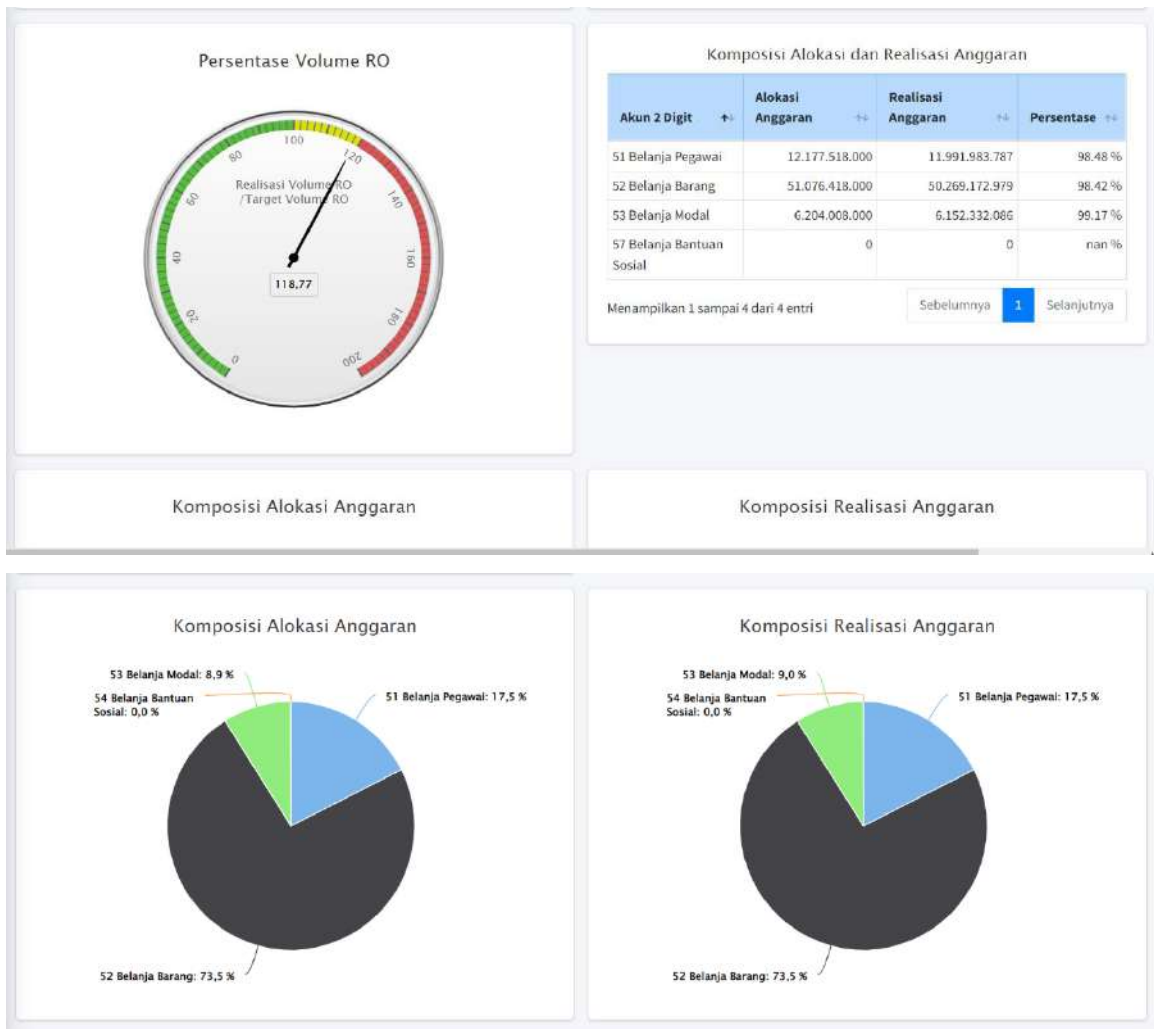 Persentase Volume RO
0
20
40
60
80
100
120
140
160
180
200
Realisasi Volume RO
/Target Volume RO
118,77
Komposisi Alokasi dan Realisasi Anggaran
Akun 2 Digit Alokasi Anggaran Realisasi Anggaran Persentase
51 Belanja Pegawai 12.177.518.000 11.991.983.787 98.48 %
52 Belanja Barang 51.076.418.000 50.269.172.979 98.42 %
53 Belanja Modal 6.204.008.000 6.152.332.086 99.17 %
57 Belanja Bantuan 0 0 nan %
Sosial
Menampilkan 1 sampai 4 dari 4 entri
Sebelumnya 1 Selanjutnya
Komposisi Alokasi Anggaran
Komposisi Realisasi Anggaran
Komposisi Alokasi Anggaran
53 Belanja Modal: 8,9 %
54 Belanja Bantuan
Sosial: 0,0 %
51 Belanja Pegawai: 17,5 %
52 Belanja Barang: 73,5 %
Komposisi Realisasi Anggaran
53 Belanja Modal: 9,0 %
54 Belanja Bantuan
Sosial: 0,0 %
51 Belanja Pegawai: 17,5 %
52 Belanja Barang: 73,5 %